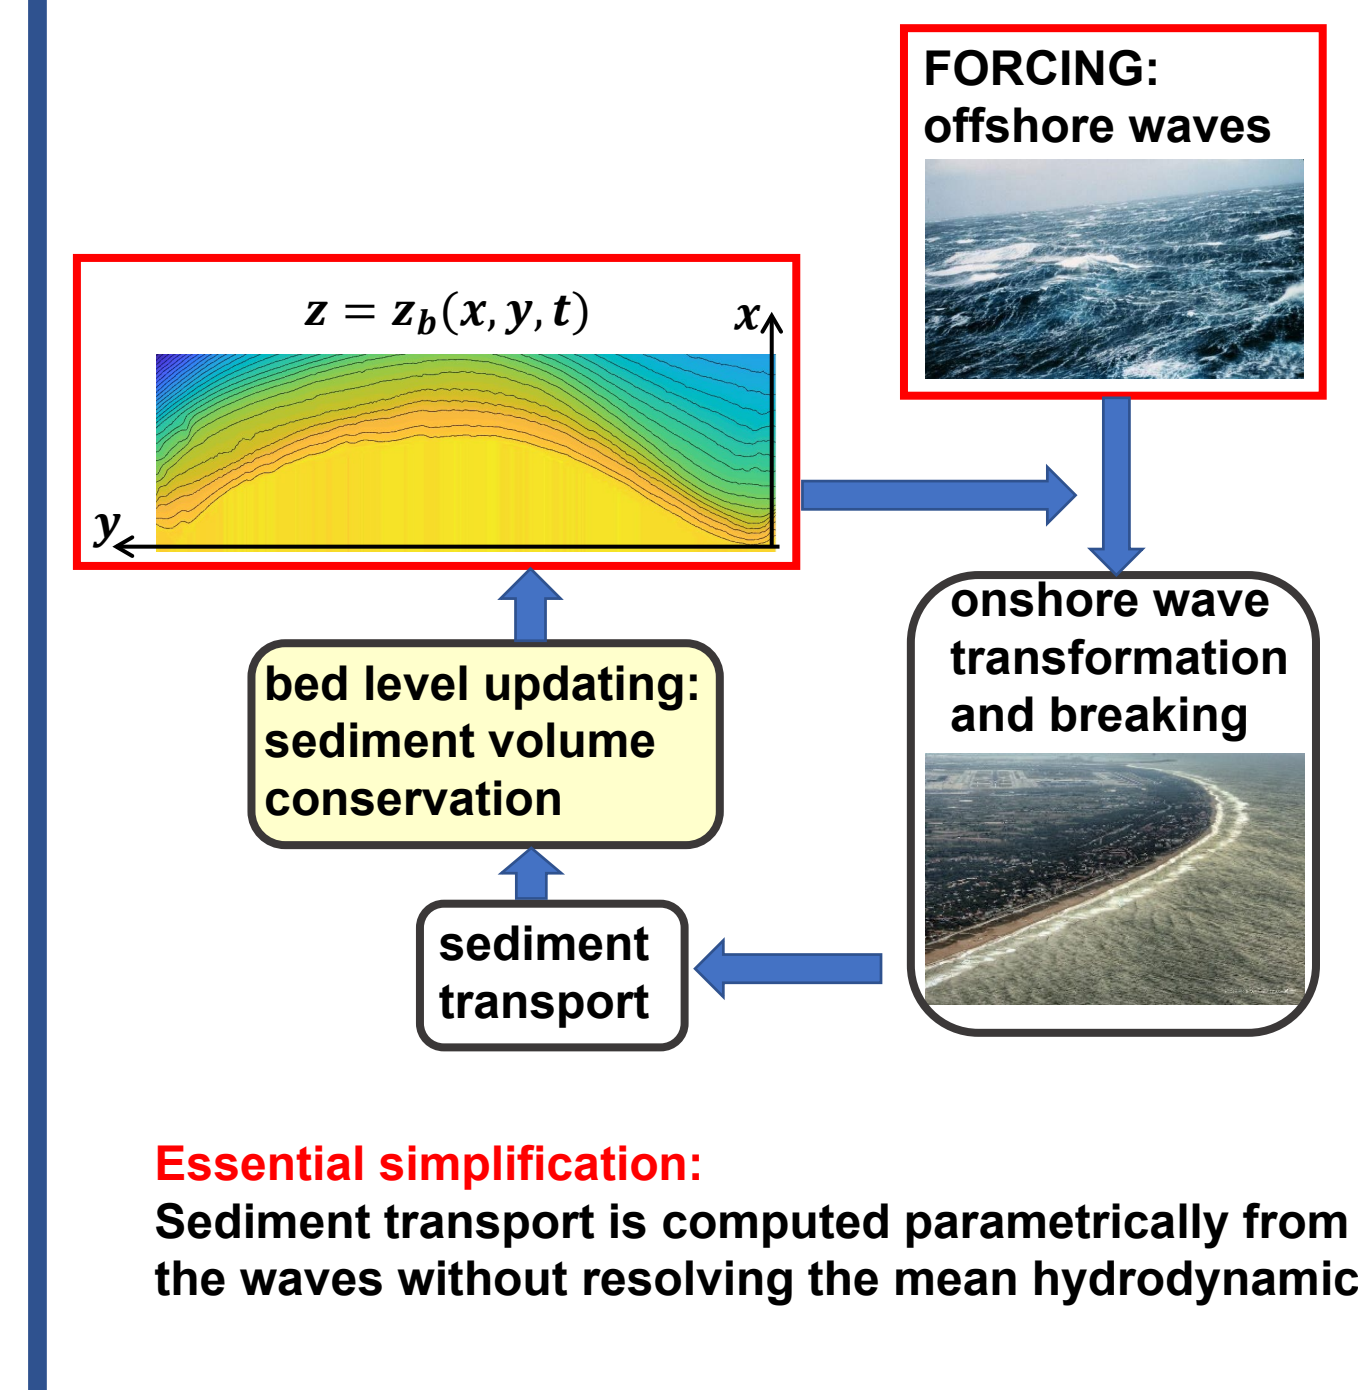 FORCING:
offshore waves
z = z_b(x, y, t)
x
y
onshore wave
transformation
and breaking
bed level updating:
sediment volume
conservation
sediment
transport
Essential simplification:
Sediment transport is computed parametrically from
the waves without resolving the mean hydrodynamic